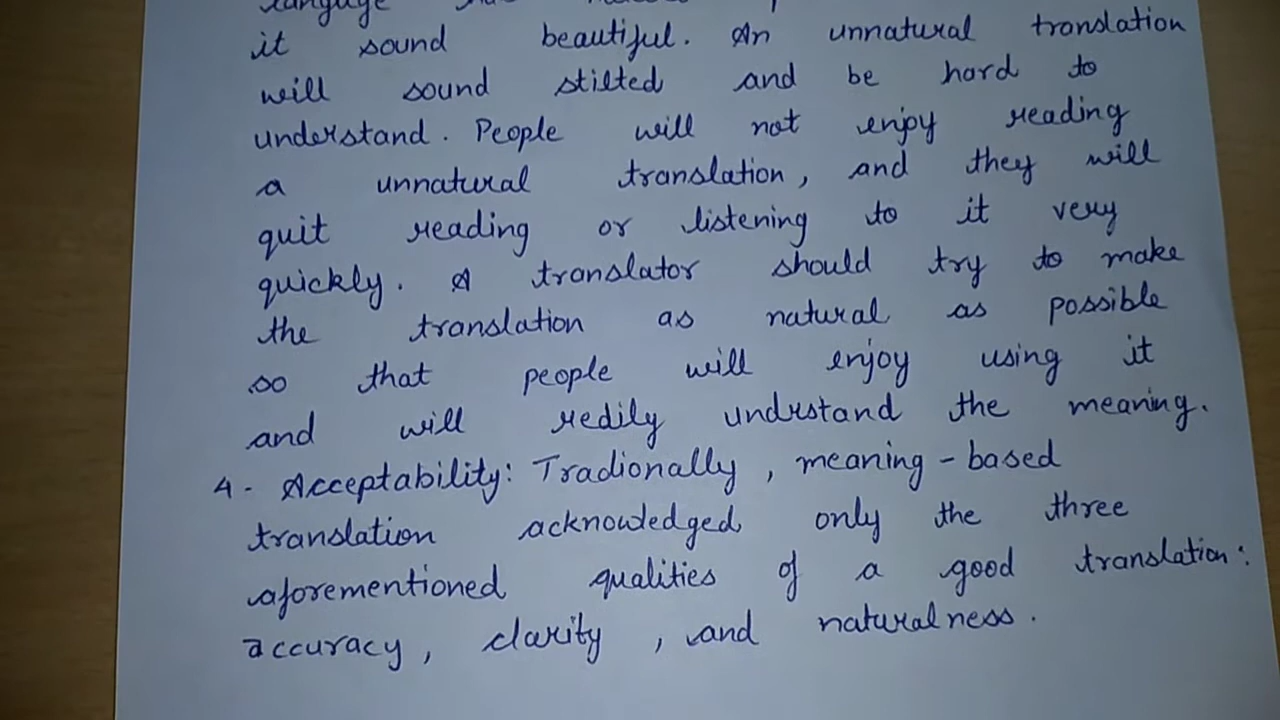 language
it sound beautiful. An unnatural translation
will sound stilted and be hard to
understand. People will not enjoy reading
a unnatural translation, and they will
quit reading or listening to it very
quickly. A translator should try to make
the translation as natural as possible
so that people will enjoy using it
and will redily understand the meaning.
4. Acceptability: Tradionally, meaning-based
translation acknowledged only the three
aforementioned qualities of a good translation:
accuracy, clarity, and naturalness.